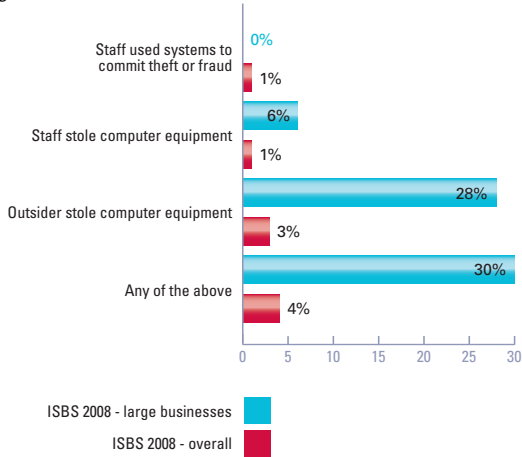 Staff used systems to
commit theft or fraud
0%
1%
Staff stole computer equipment
6%
1%
Outsider stole computer equipment
28%
3%
Any of the above
30%
4%
0 5 10 15 20 25 30
ISBS 2008 - large businesses
ISBS 2008 - overall